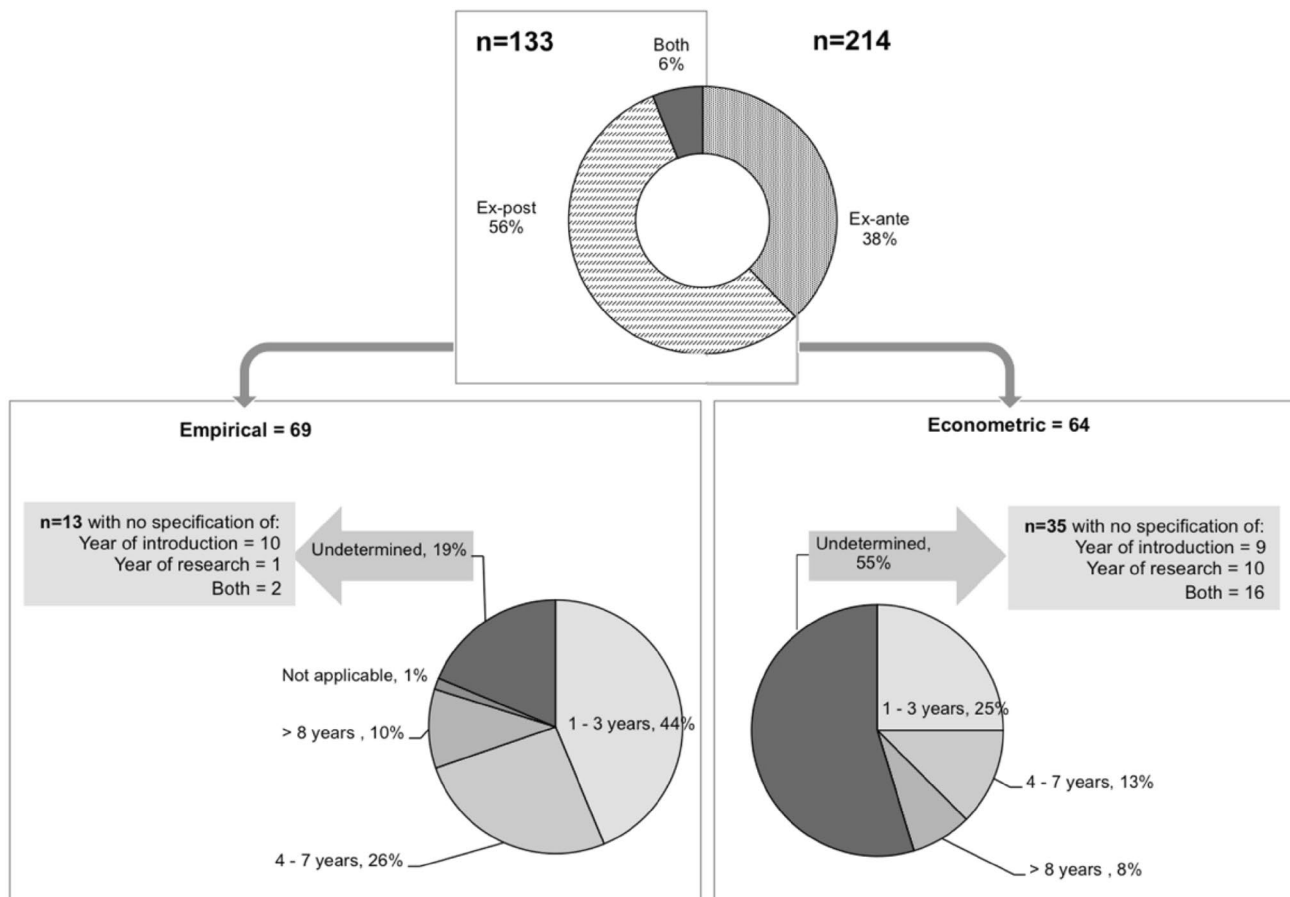 n=133
n=214
Both
6%
Ex-post
56%
Ex-ante
38%
Empirical = 69
n=13 with no specification of:
Year of introduction = 10
Year of research = 1
Both = 2
Undetermined, 19%
Not applicable, 1%
> 8 years , 10%
4 - 7 years, 26%
1 - 3 years, 44%
Econometric = 64
Undetermined,
55%
n=35 with no specification of:
Year of introduction = 9
Year of research = 10
Both = 16
1 - 3 years, 25%
4 - 7 years, 13%
> 8 years , 8%